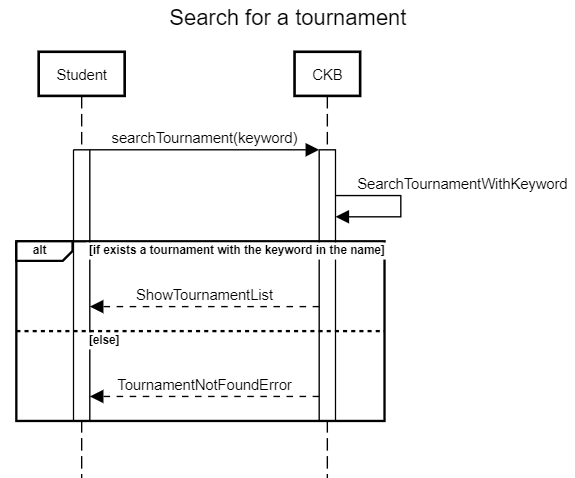 Search for a tournament
Student
CKB
searchTournament(keyword)
SearchTournamentWithKeyword
alt
[if exists a tournament with the keyword in the name]
ShowTournamentList
[else]
TournamentNotFoundError